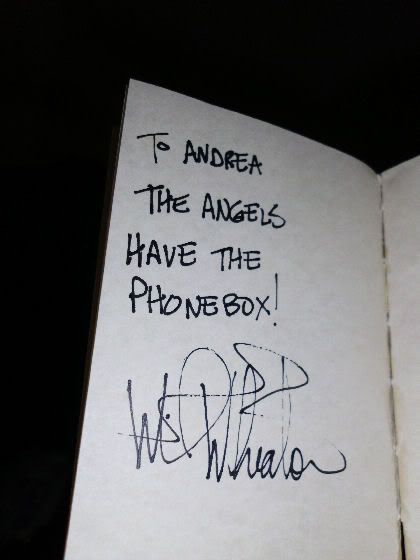 To ANDREA
THE ANGELS
HAVE THE
PHONEBOX!
Wil Wheaton